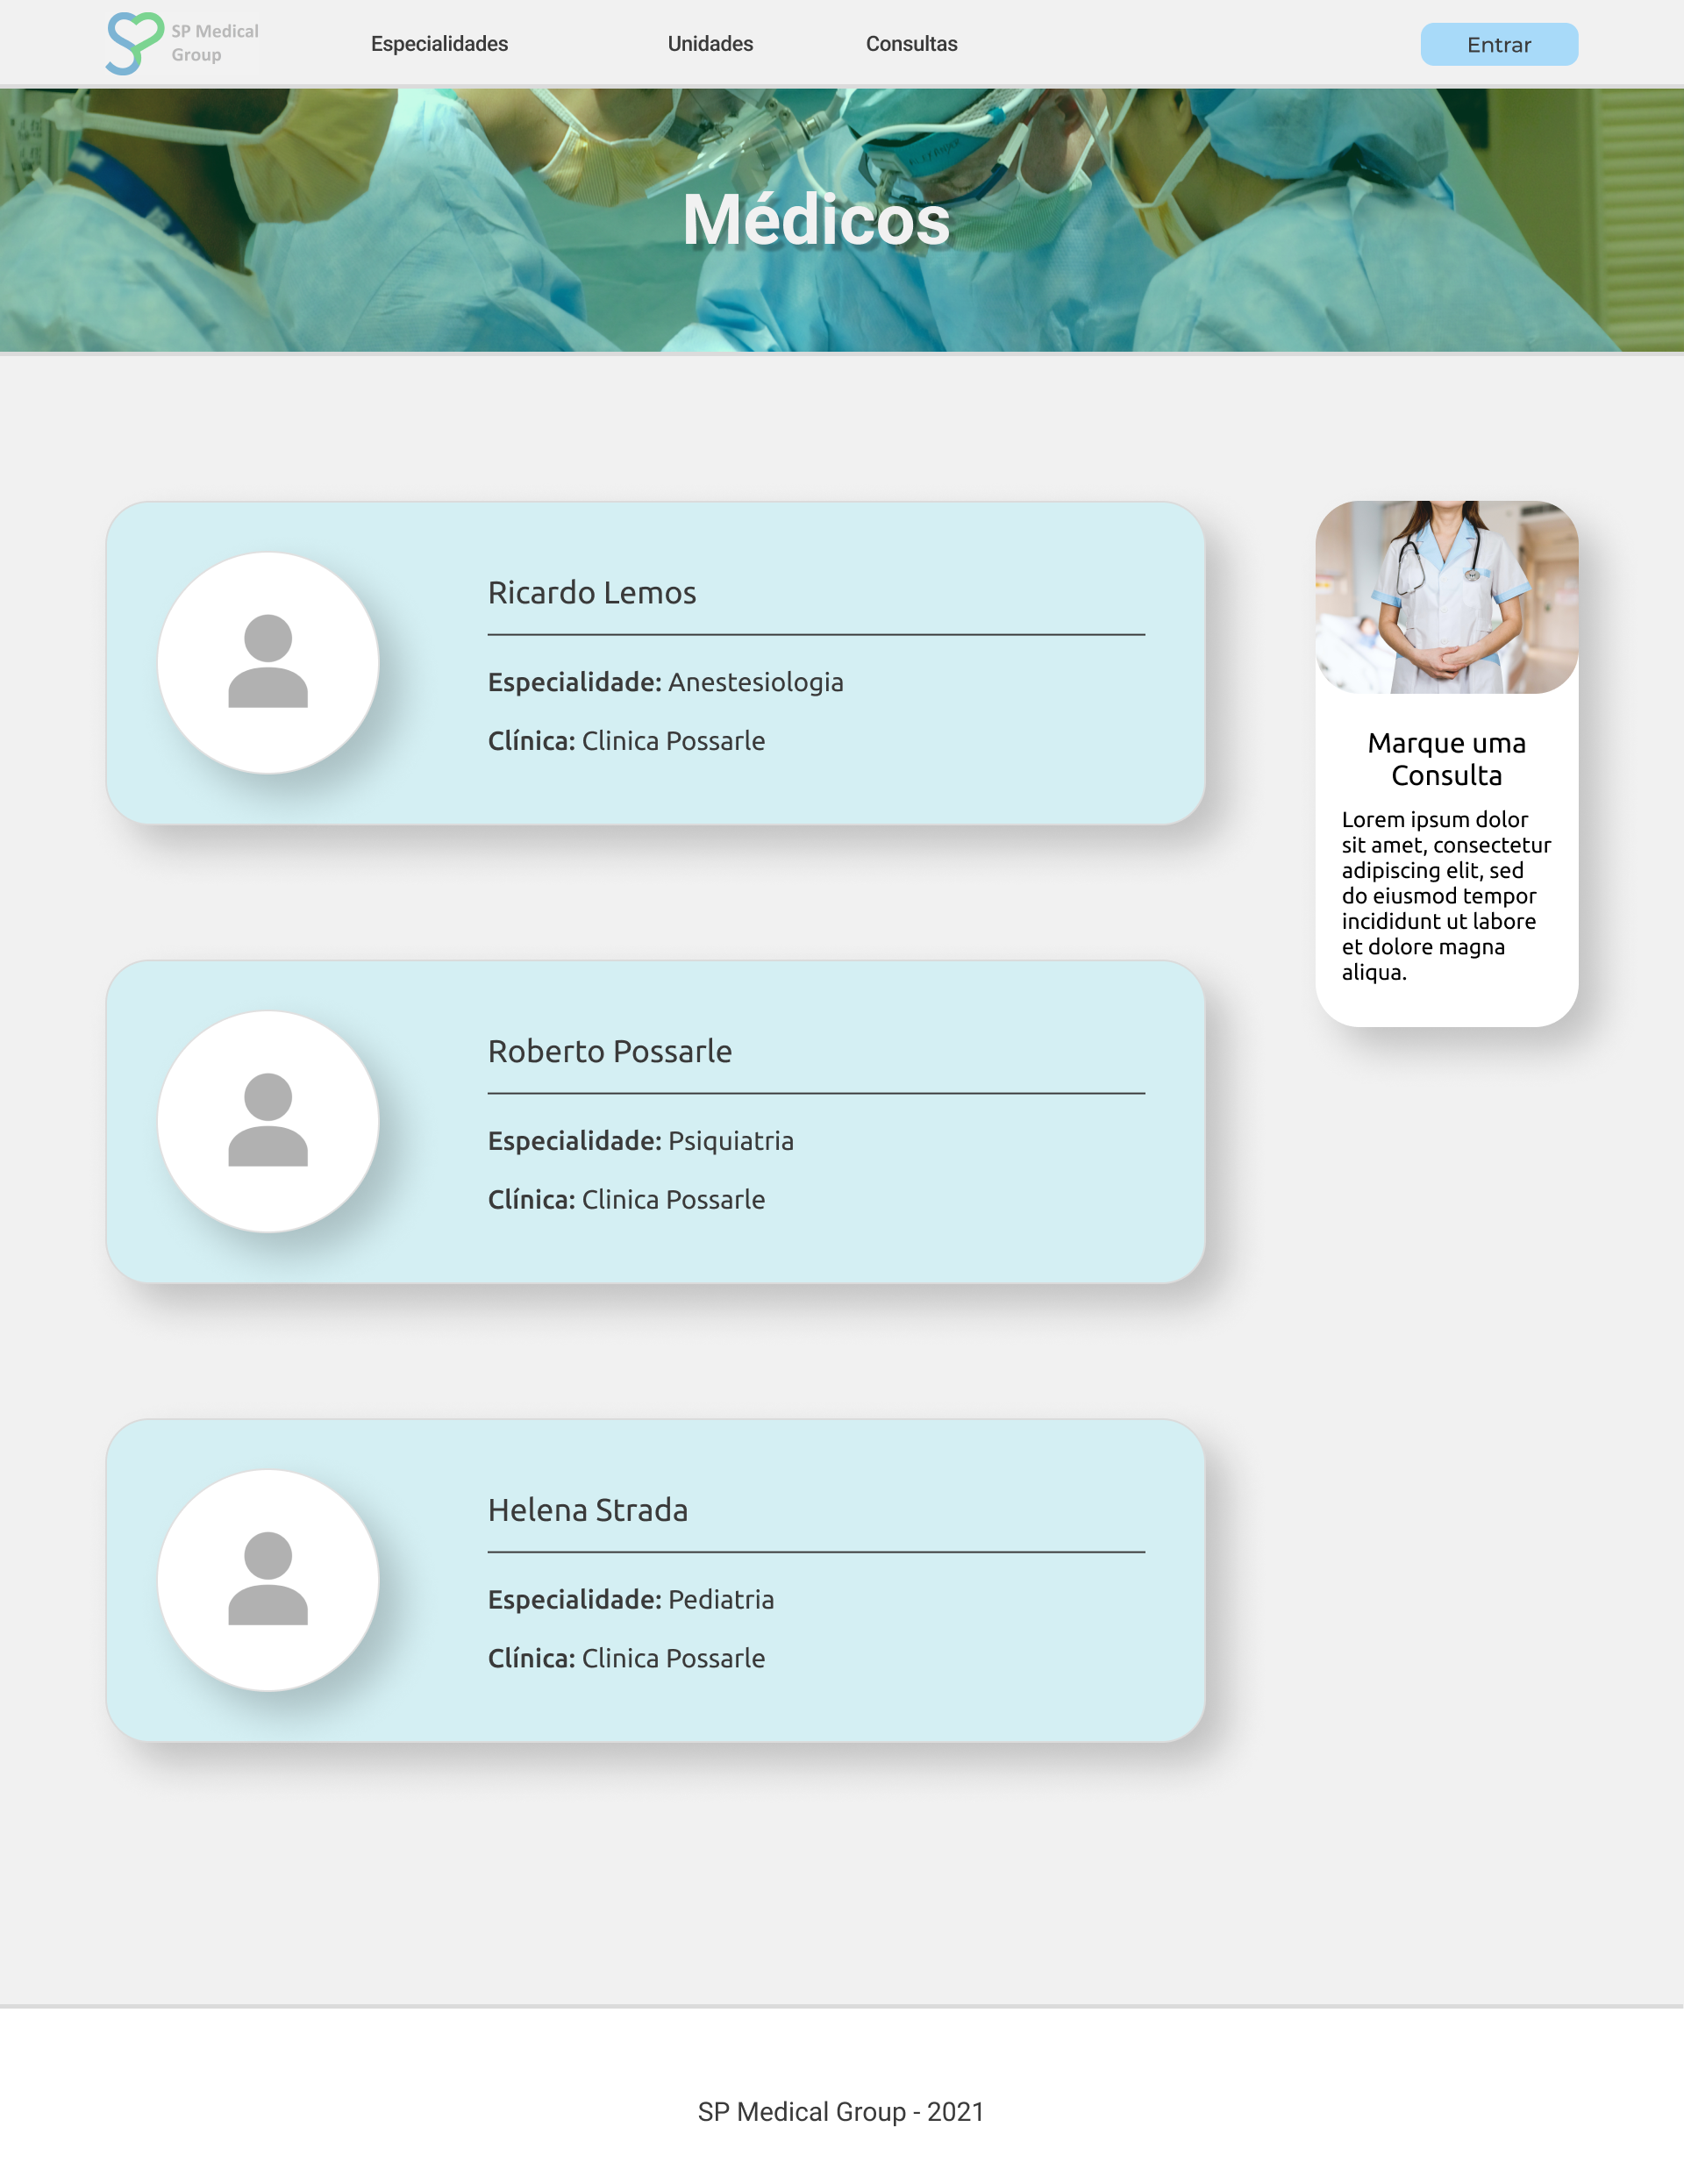 SP Medical
Group
Especialidades
Unidades
Consultas
Entrar
Médicos
Ricardo Lemos
Especialidade: Anestesiologia
Clínica: Clinica Possarle
Marque uma
Consulta
Lorem ipsum dolor
sit amet, consectetur
adipiscing elit, sed
do eiusmod tempor
incididunt ut labore
et dolore magna
aliqua.
Roberto Possarle
Especialidade: Psiquiatria
Clínica: Clinica Possarle
Helena Strada
Especialidade: Pediatria
Clínica: Clinica Possarle
SP Medical Group - 2021